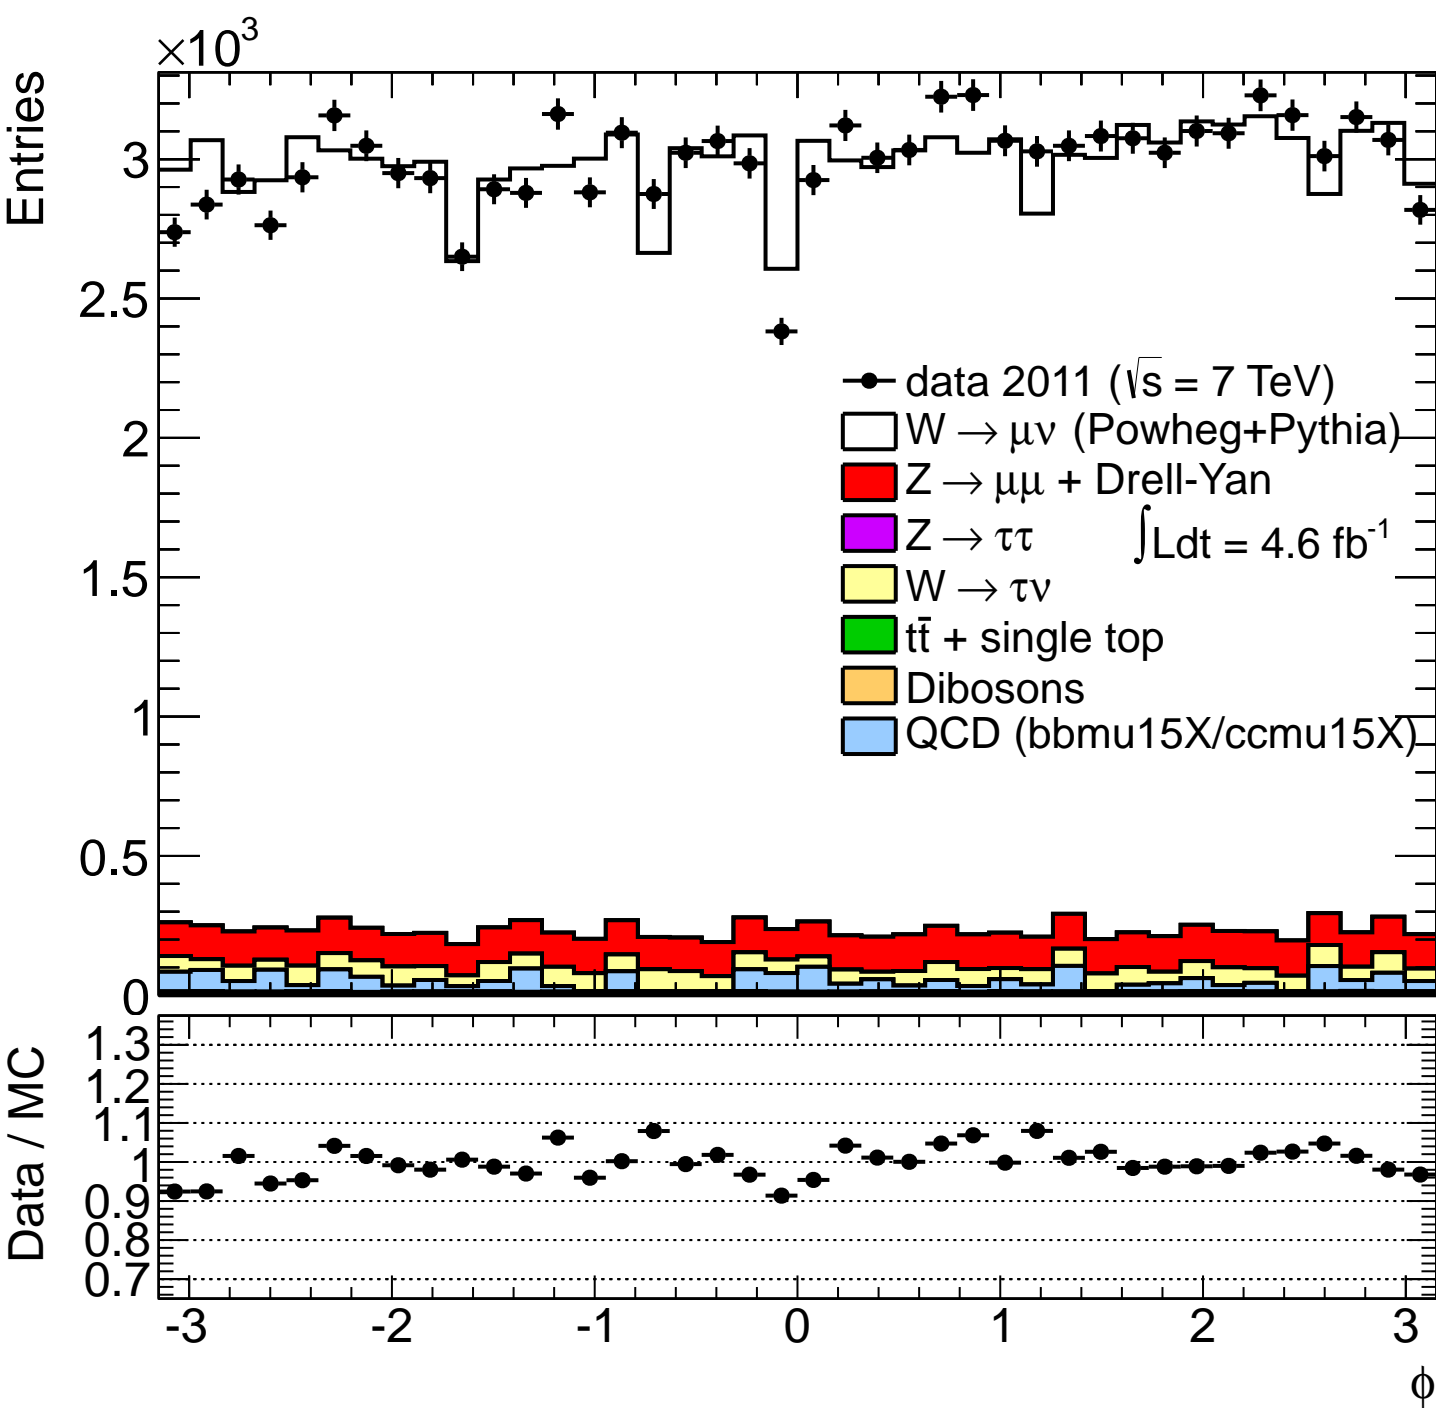 ×10³
Entries
3
2.5
2
1.5
1
0.5
0
data 2011 (√s = 7 TeV)
W → μν (Powheg+Pythia)
Z → μμ + Drell-Yan
Z → ττ
∫Ldt = 4.6 fb⁻¹
W → τν
tt̄ + single top
Dibosons
QCD (bbmu15X/ccmu15X)
Data / MC
1.3
1.2
1.1
1
0.9
0.8
0.7
-3 -2 -1 0 1 2 3
ϕ